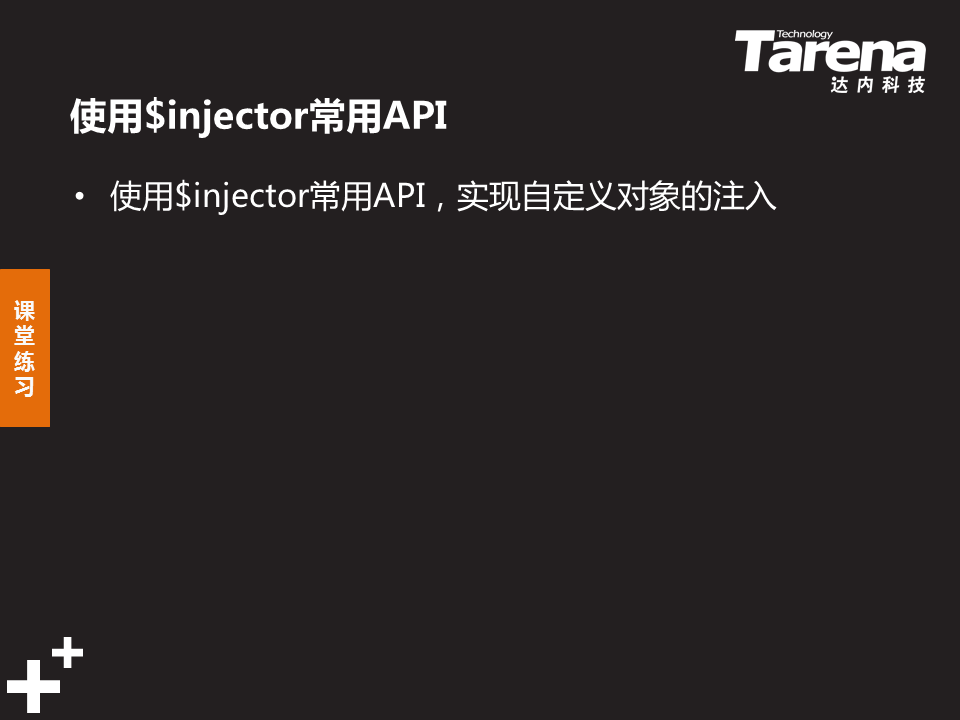 Technology
Tarena
达内科技
使用$injector常用API
• 使用$injector常用API，实现自定义对象的注入
课
堂
练
习